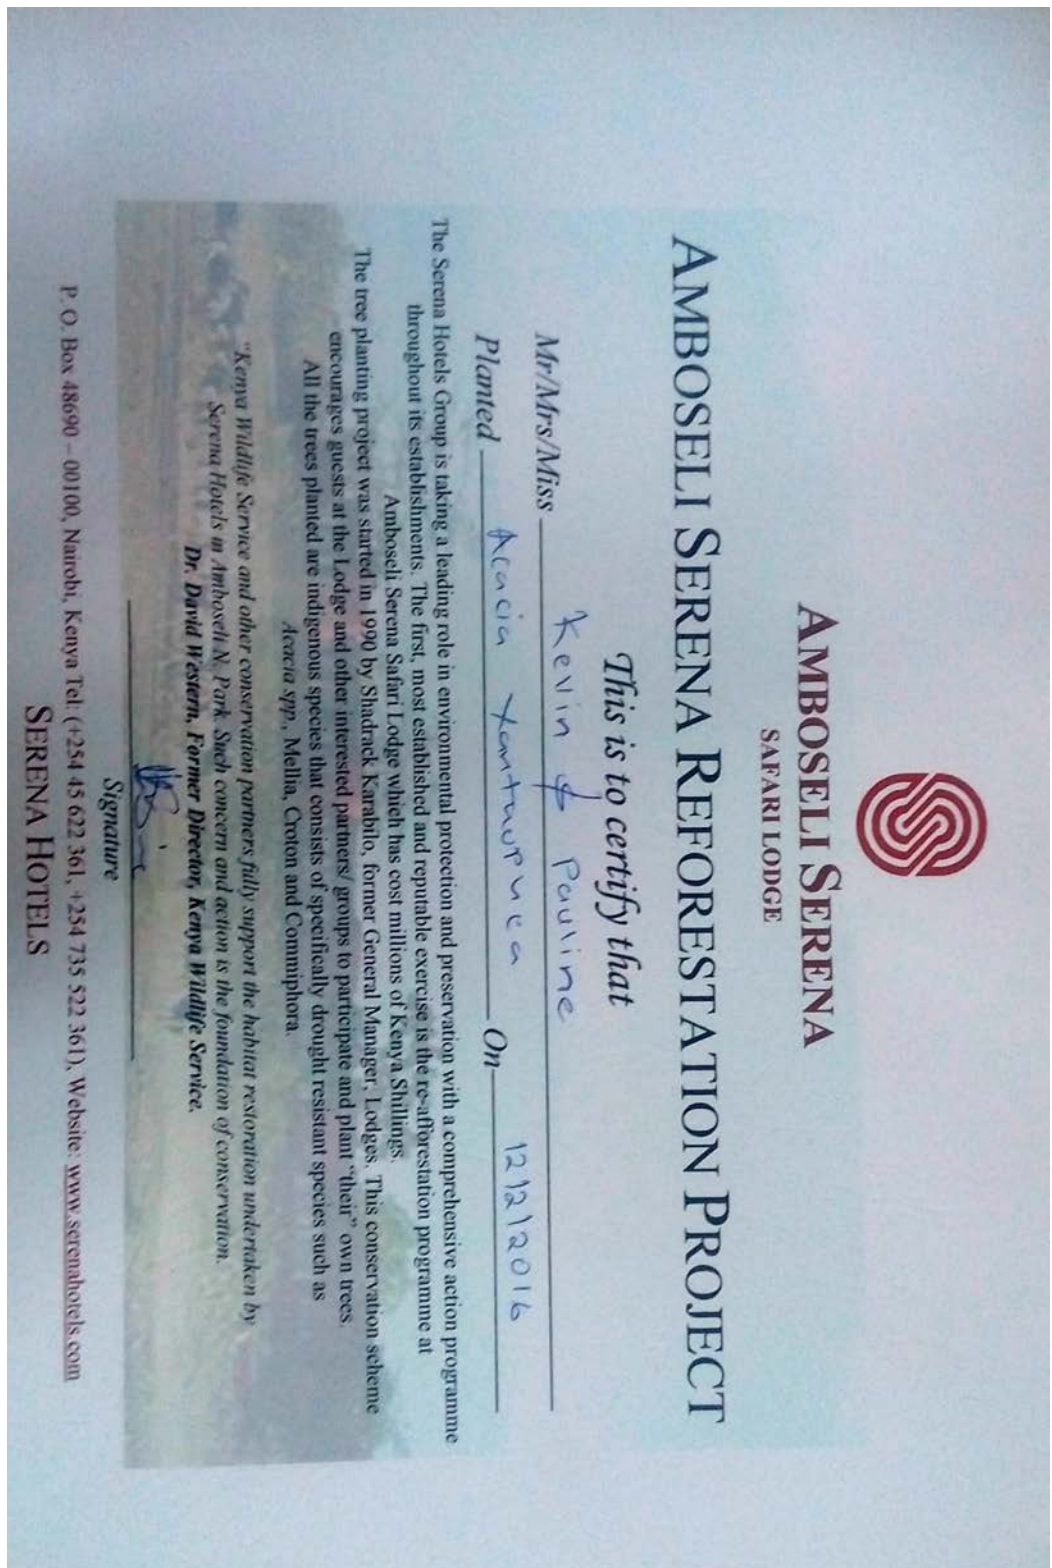 AMBOSELI SERENA
SAFARI LODGE
AMBOSELI SERENA REFORESTATION PROJECT
This is to certify that
Mr/Mrs/Miss Kevin & Pauline
Planted Acacia Xantauphea On 12/2/2016
The Serena Hotels Group is taking a leading role in environmental protection and preservation with a comprehensive action programme
throughout its establishments. The first, most established and reputable exercise is the re-afforestation programme at
Amboseli Serena Safari Lodge which has cost millions of Kenya Shillings.
The tree planting project was started in 1990 by Shadrack Karabilo, former General Manager, Lodges. This conservation scheme
encourages guests at the Lodge and other interested partners/ groups to participate and plant "their" own trees.
All the trees planted are indigenous species that consists of specifically drought resistant species such as
Acacia spp., Mellia, Croton and Commiphora.
"Kenya Wildlife Service and other conservation partners fully support the habitat restoration undertaken by
Serena Hotels in Amboseli N. Park. Such concern and action is the foundation of conservation.
Dr. David Western, Former Director, Kenya Wildlife Service.
Signature
P.O. Box 48690 – 00100, Nairobi, Kenya Tel: (+254 45 622 361, +254 735 522 361), Website: www.serenahotels.com
SERENA HOTELS